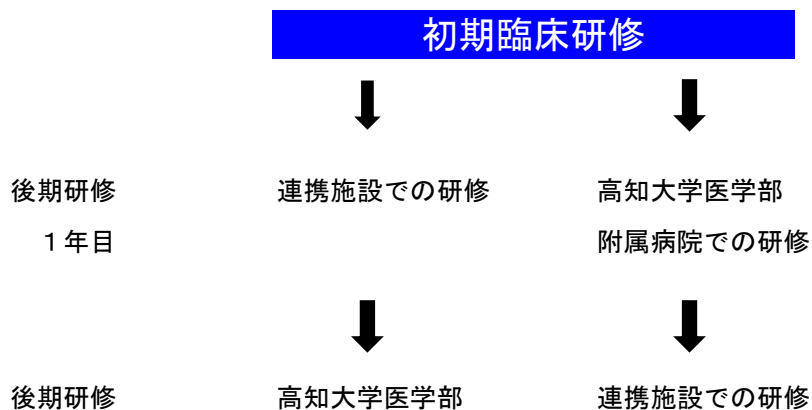 初期臨床研修
後期研修 連携施設での研修 高知大学医学部
１年目 附属病院での研修
後期研修 高知大学医学部 連携施設での研修